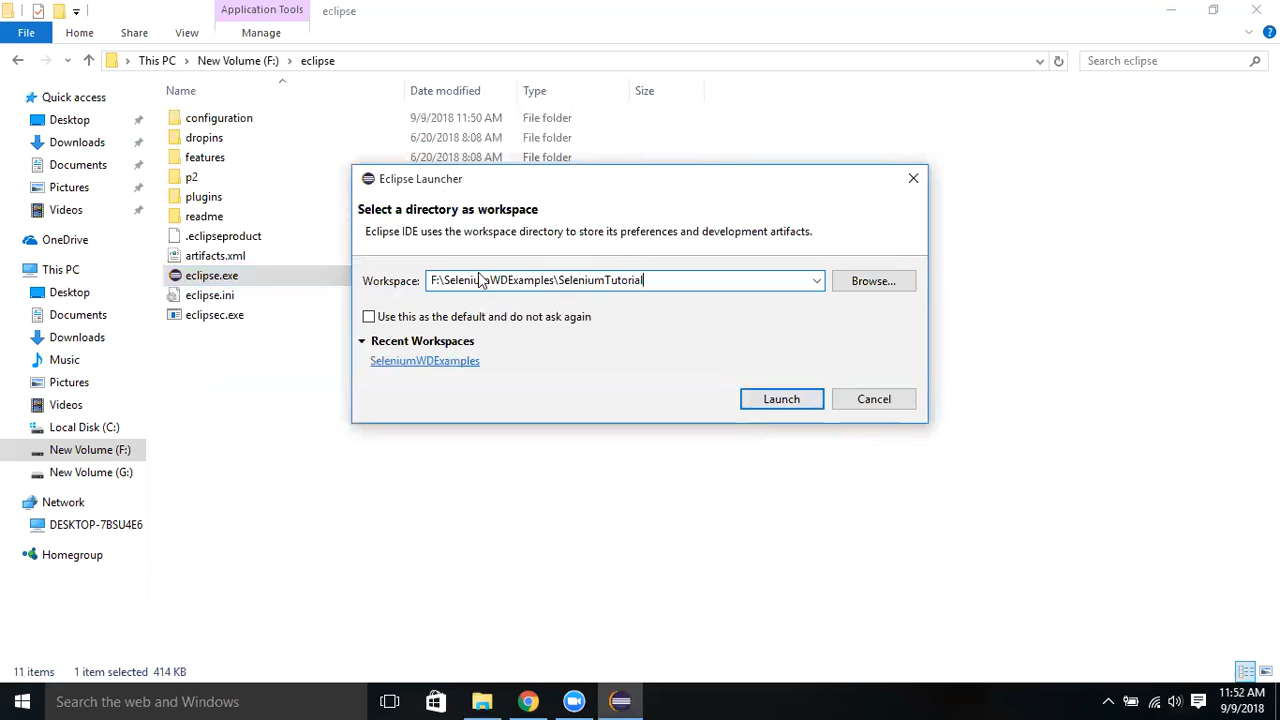 Application Tools
eclipse
File
Home
Share
View
Manage
This PC
New Volume (F:)
eclipse
Search eclipse
Name
Date modified
Type
Size
Quick access
Desktop
Downloads
Documents
Pictures
Videos
OneDrive
This PC
Desktop
Documents
Downloads
Music
Pictures
Videos
Local Disk (C:)
New Volume (F:)
New Volume (G:)
Network
DESKTOP-7BSU4E6
Homegroup
configuration 9/9/2018 11:50 AM File folder
dropins 6/20/2018 8:08 AM File folder
features 6/20/2018 8:08 AM File folder
p2
plugins
readme
.eclipseproduct
artifacts.xml
eclipse.exe
eclipse.ini
eclipsec.exe
Eclipse Launcher
Select a directory as workspace
Eclipse IDE uses the workspace directory to store its preferences and development artifacts.
Workspace: F:\SeleniumWDExamples\SeleniumTutorial
Browse...
Use this as the default and do not ask again
Recent Workspaces
SeleniumWDExamples
Launch
Cancel
11 items 1 item selected 414 KB
Search the web and Windows
11:52 AM
9/9/2018